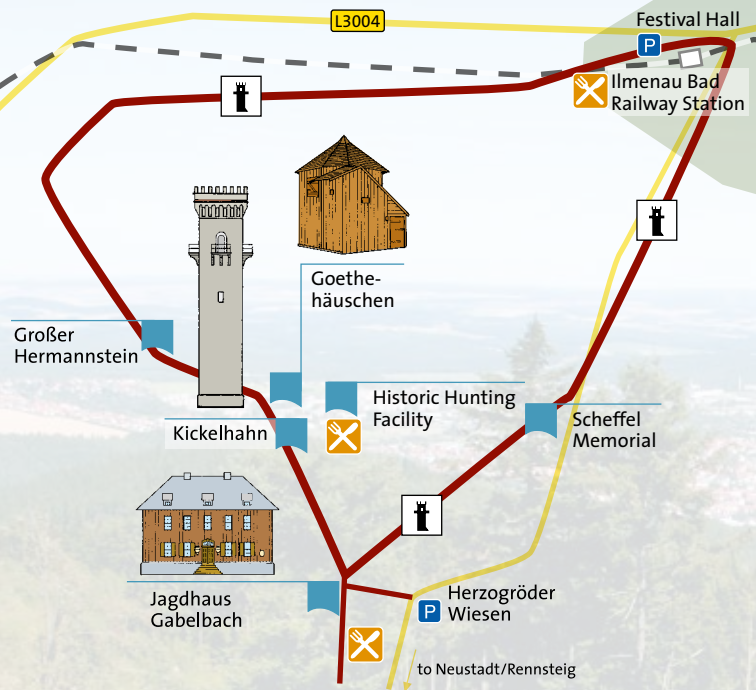 L3004
Festival Hall
P
Ilmenau Bad
Railway Station
Goethe-
häuschen
Großer
Hermannstein
Historic Hunting
Facility
Kickelhahn
Scheffel
Memorial
Jagdhaus
Gabelbach
Herzogröder
Wiesen
P
to Neustadt/Rennsteig